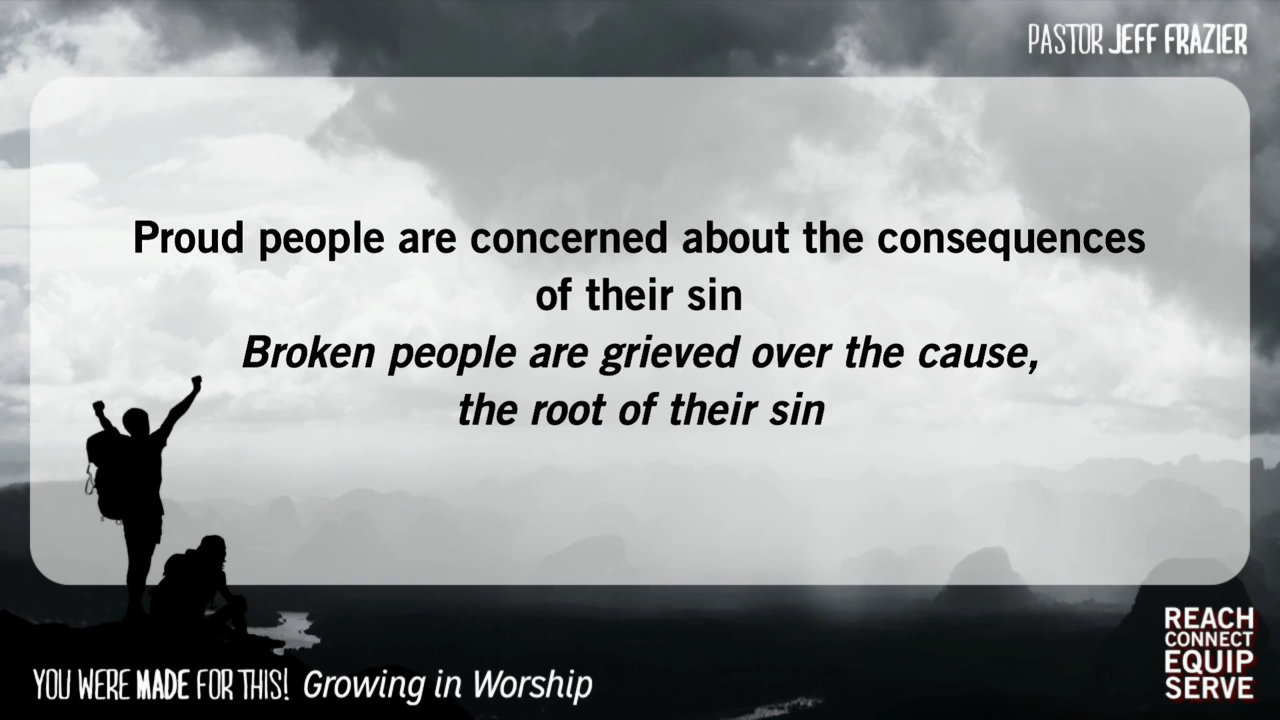 PASTOR JEFF FRAZIER
Proud people are concerned about the consequences
of their sin
Broken people are grieved over the cause,
the root of their sin
YOU WERE MADE FOR THIS! Growing in Worship
REACH
CONNECT
EQUIP
SERVE